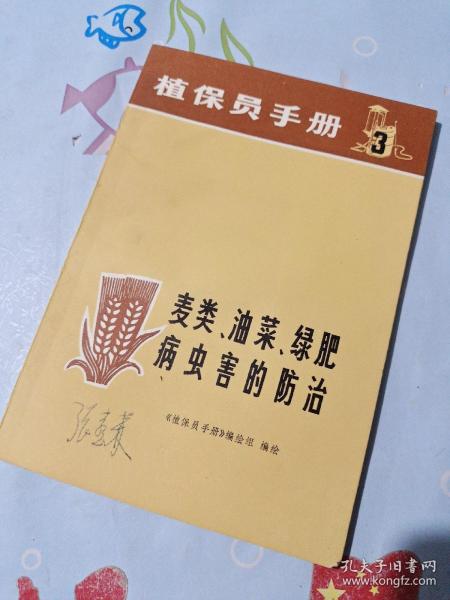 植保员手册
3
麦类、油菜、绿肥
病虫害的防治
《植保员手册》编绘组 编绘
孔夫子旧书网
www.kongfz.com